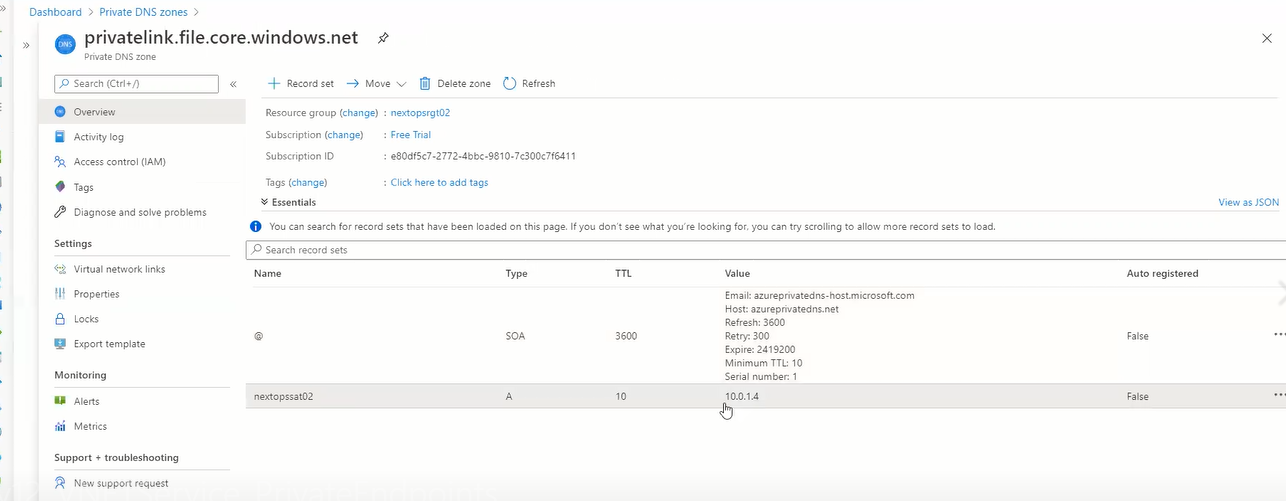 Dashboard > Private DNS zones >
privatelink.file.core.windows.net
DNS
Private DNS zone
Search (Ctrl+/)
Record set Move Delete zone Refresh
Overview
Activity log
Access control (IAM)
Tags
Diagnose and solve problems
Settings
Virtual network links
Properties
Locks
Export template
Monitoring
Alerts
Metrics
Support + troubleshooting
New support request
Resource group (change) : nextopsrgt02
Subscription (change) : Free Trial
Subscription ID : e80df5c7-2772-4bbc-9810-7c300c7f6411
Tags (change) : Click here to add tags
Essentials View as JSON
You can search for record sets that have been loaded on this page. If you don't see what you're looking for, you can try scrolling to allow more record sets to load.
Search record sets
Name Type TTL Value Auto registered
Email: azureprivatedns-host.microsoft.com
Host: azureprivatedns.net
Refresh: 3600
@ SOA 3600 Retry: 300 False
Expire: 2419200
Minimum TTL: 10
Serial number: 1
nextopssat02 A 10 10.0.1.4 False